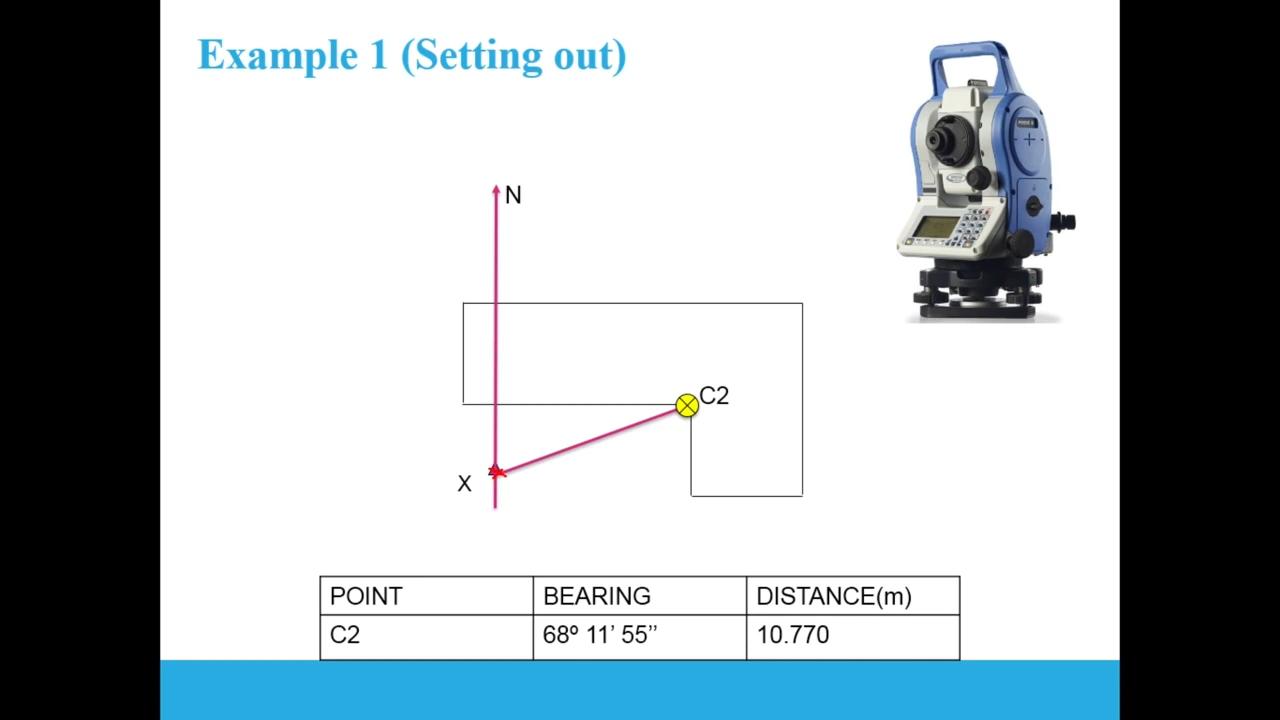 Example 1 (Setting out)
N
C2
X
POINT BEARING DISTANCE(m)
C2 68º 11’ 55’’ 10.770